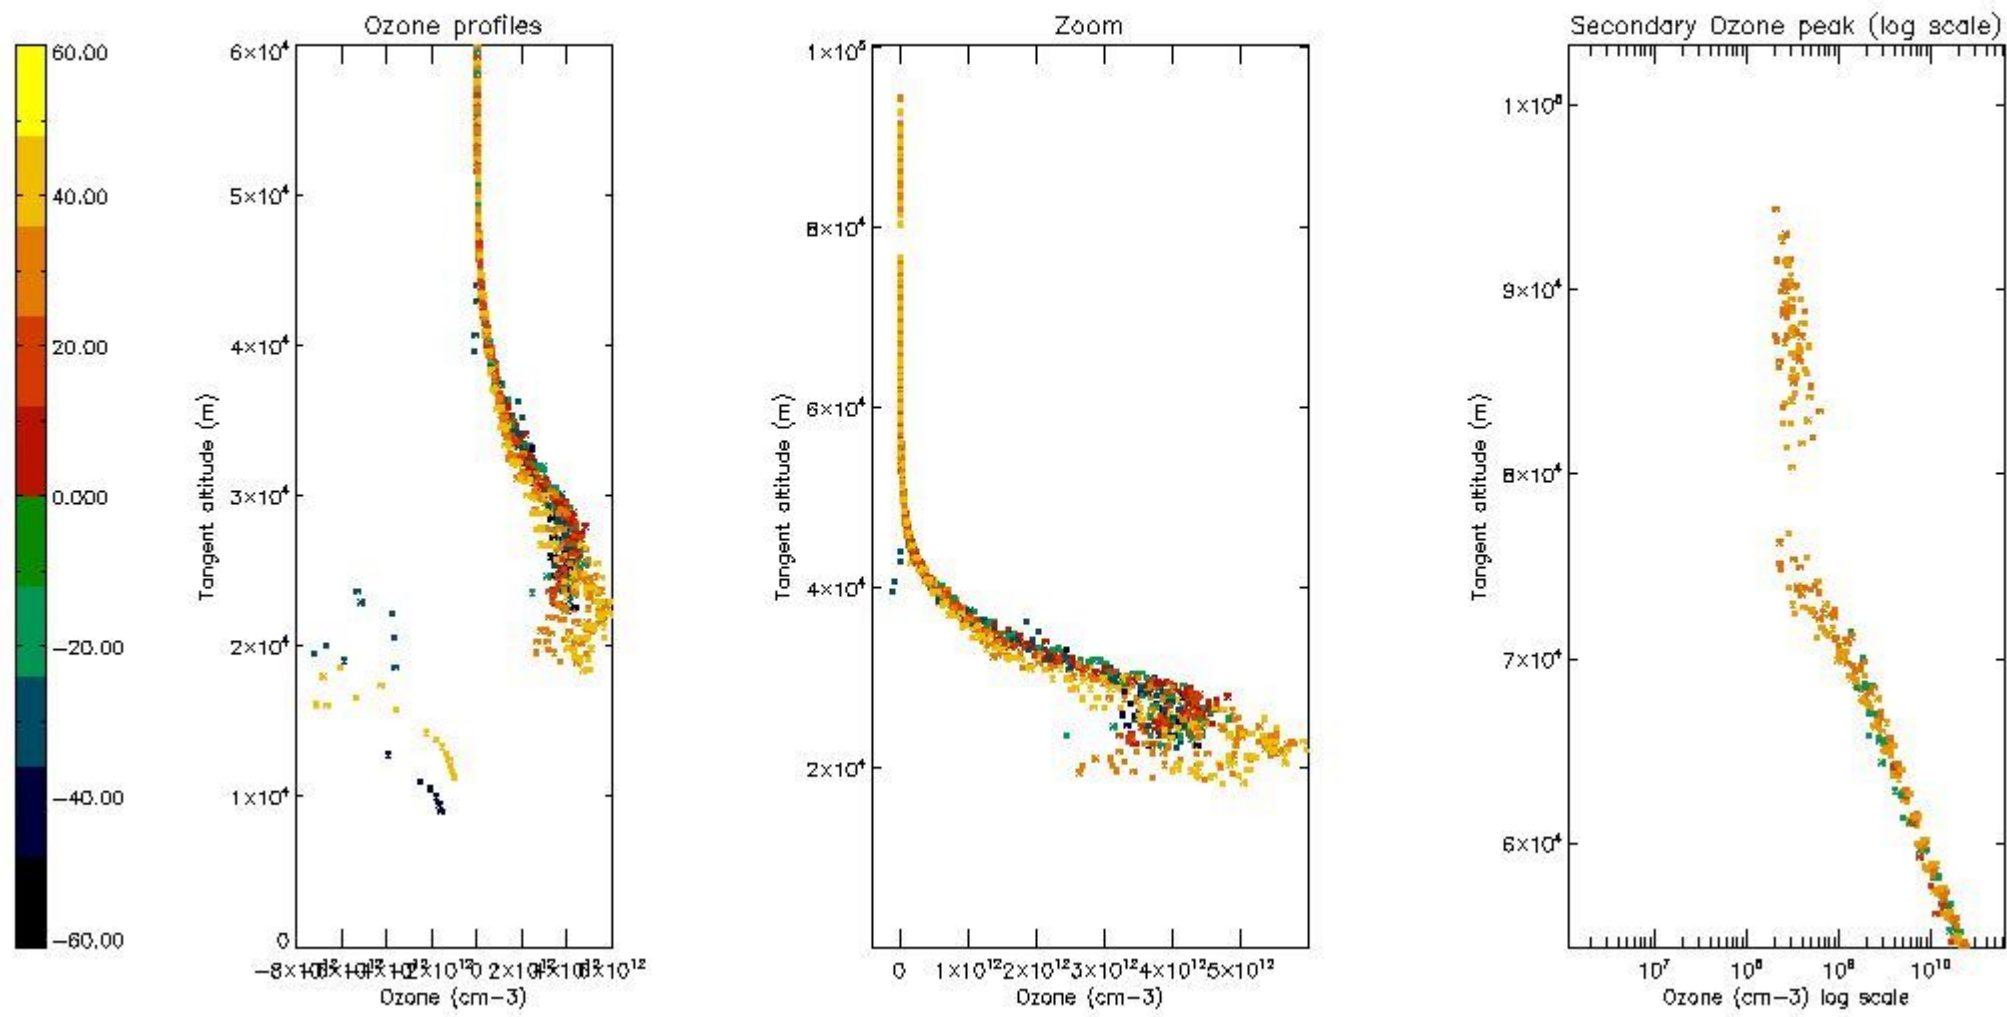 Ozone profiles
Zoom
Secondary Ozone peak (log scale)
60.00
40.00
20.00
−20.00
−40.00
−60.00
6×10⁴
5×10⁴
4×10⁴
3×10⁴
2×10⁴
1×10⁴
0
Tangent altitude (m)
0
Ozone (cm−3)
1×10⁵
8×10⁴
6×10⁴
4×10⁴
2×10⁴
Tangent altitude (m)
0 1×10¹² 2×10¹² 3×10¹² 4×10¹² 5×10¹²
Ozone (cm−3)
9×10⁴
8×10⁴
7×10⁴
6×10⁴
Tangent altitude (m)
10⁷ 10⁸ 10⁹ 10¹⁰
Ozone (cm−3) log scale